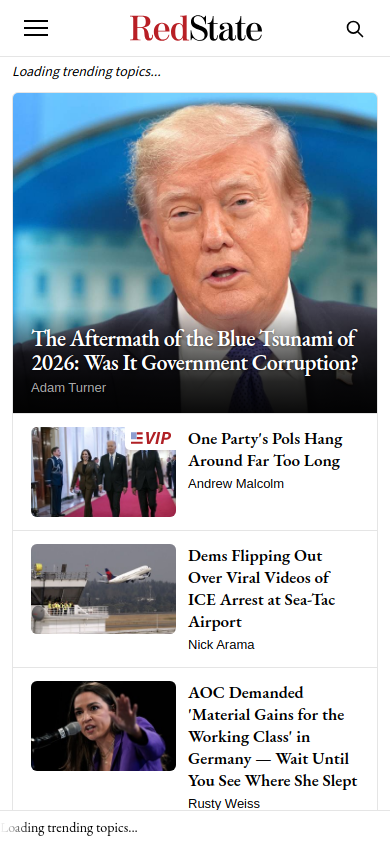 RedState
Loading trending topics...
The Aftermath of the Blue Tsunami of
2026: Was It Government Corruption?
Adam Turner
VIP
One Party's Pols Hang
Around Far Too Long
Andrew Malcolm
Dems Flipping Out
Over Viral Videos of
ICE Arrest at Sea-Tac
Airport
Nick Arama
AOC Demanded
'Material Gains for the
Working Class' in
Germany — Wait Until
You See Where She Slept
Rusty Weiss
Loading trending topics...